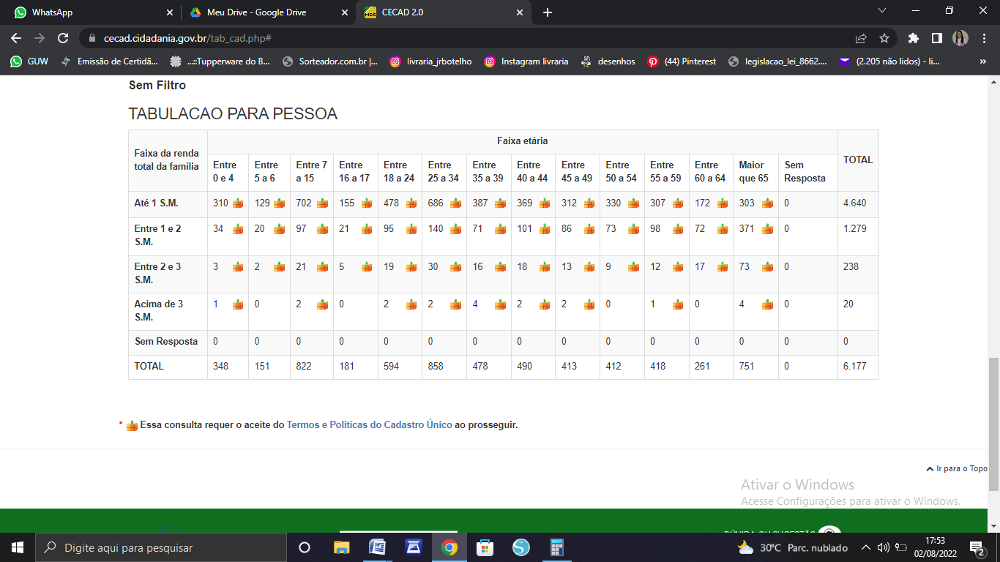 WhatsApp
Meu Drive - Google Drive
CECAD 2.0
cecad.cidadania.gov.br/tab_cad.php#
GUW
Emissão de Certidã...
...::Tupperware do B...
Sorteador.com.br |...
livraria_jrbotelho
Instagram livraria
desenhos
(44) Pinterest
legislacao_lei_8662....
(2.205 não lidos) - li...
»
Sem Filtro
TABULACAO PARA PESSOA
Faixa da renda total da família
Faixa etária
TOTAL
Entre 0 e 4 Entre 5 a 6 Entre 7 a 15 Entre 16 a 17 Entre 18 a 24 Entre 25 a 34 Entre 35 a 39 Entre 40 a 44 Entre 45 a 49 Entre 50 a 54 Entre 55 a 59 Entre 60 a 64 Maior que 65 Sem Resposta
Até 1 S.M. 310 129 702 155 478 686 387 369 312 330 307 172 303 0 4.640
Entre 1 e 2 S.M. 34 20 97 21 95 140 71 101 86 73 98 72 371 0 1.279
Entre 2 e 3 S.M. 3 2 21 5 19 30 16 18 13 9 12 17 73 0 238
Acima de 3 S.M. 1 0 2 0 2 2 4 2 2 0 1 0 4 0 20
Sem Resposta 0 0 0 0 0 0 0 0 0 0 0 0 0 0 0
TOTAL 348 151 822 181 594 858 478 490 413 412 418 261 751 0 6.177
* Essa consulta requer o aceite do Termos e Políticas do Cadastro Único ao prosseguir.
Ir para o Topo
Ativar o Windows
Acesse Configurações para ativar o Windows.
DÚVIDA OU SUGESTÃO
Digite aqui para pesquisar
30°C Parc. nublado
17:53
02/08/2022
2